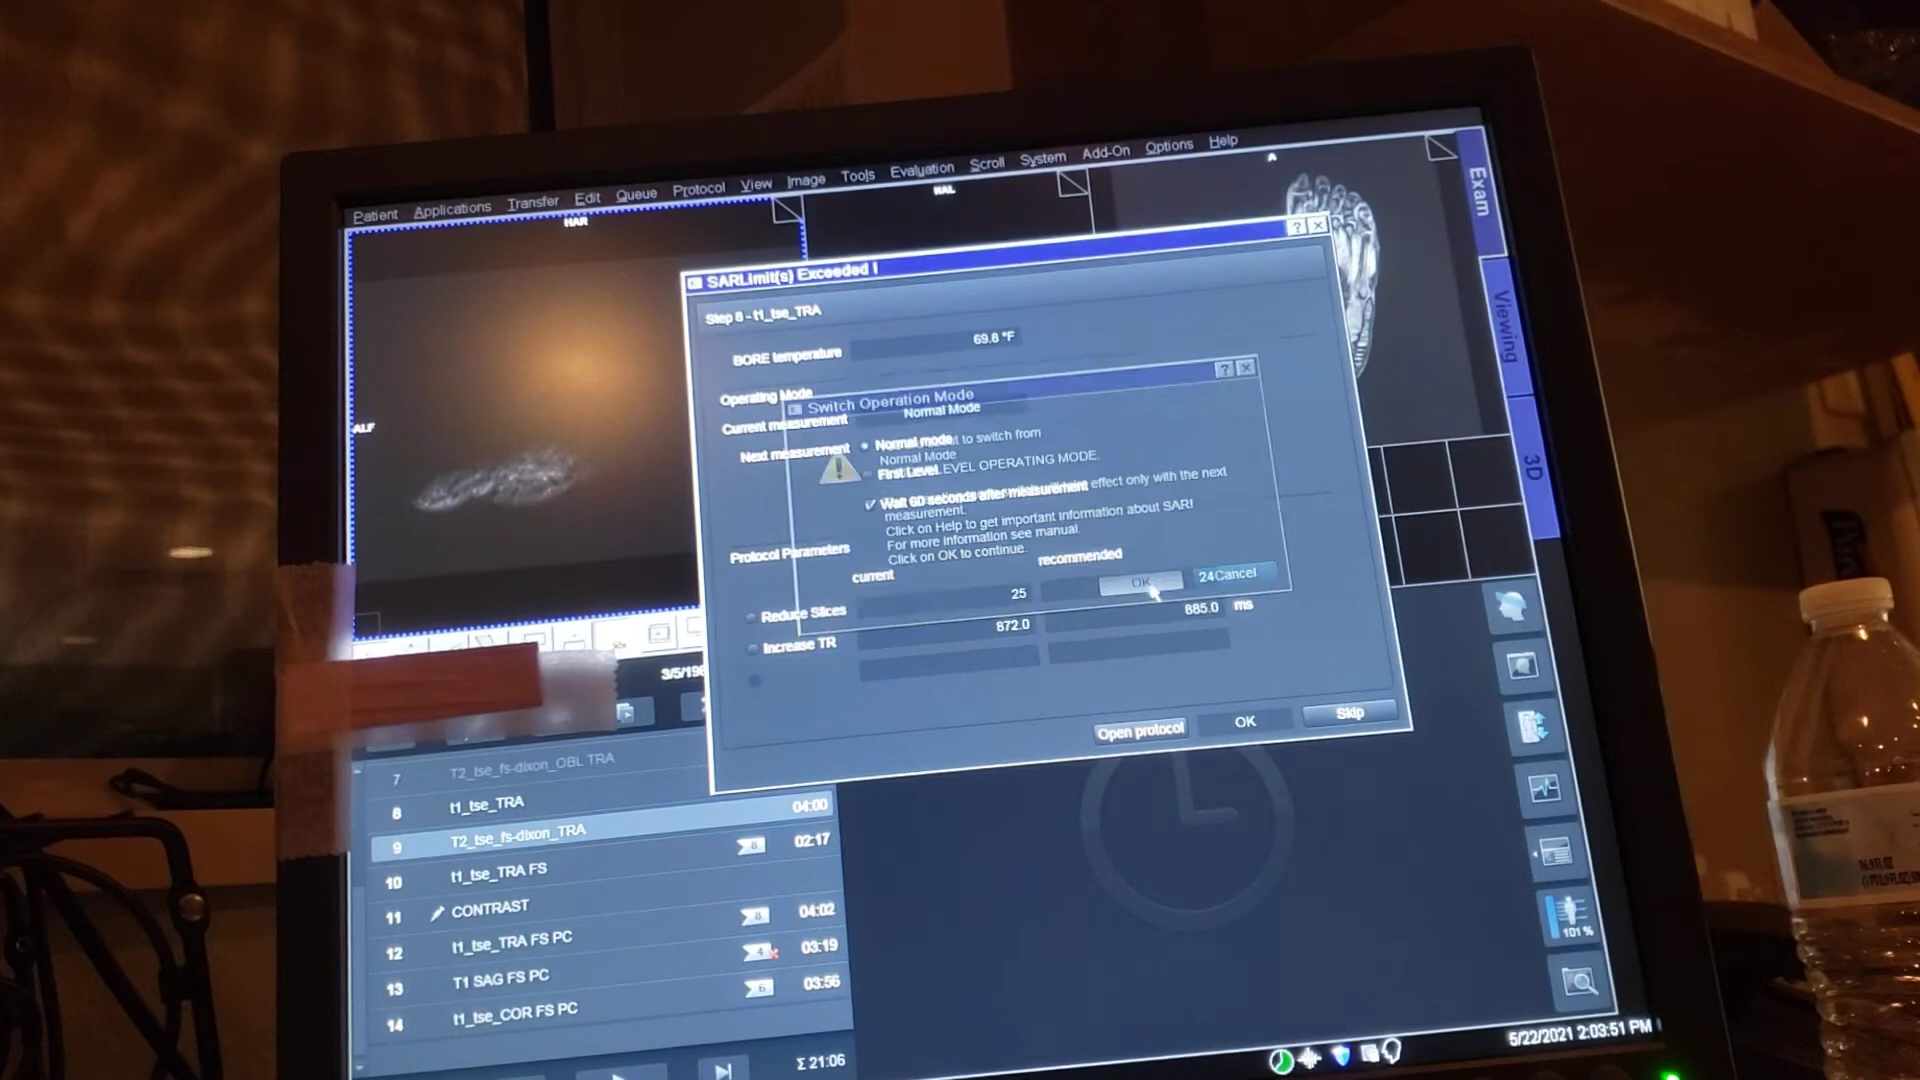 Patient Applications Transfer Edit Queue Protocol View Image Tools Evaluation Scroll System Add-On Options Help
HAR
HAL
A
ALF
Exam
Viewing
3D
SARLimit(s) Exceeded !
Step 8 - t1_tse_TRA
BORE temperature 69.8 °F
Operating Mode
Switch Operation Mode
Current measurement Normal Mode
Next measurement Normal mode to switch from
Normal Mode
First Level LEVEL OPERATING MODE.
Wait 60 seconds after measurement effect only with the next
measurement.
Click on Help to get important information about SAR!
For more information see manual.
Click on OK to continue.
Protocol Parameters
current recommended
OK 24Cancel
Reduce Slices 25
Increase TR 872.0 885.0 ms
Open protocol OK Skip
7 T2_tse_fs-dixon_OBL TRA
8 t1_tse_TRA 04:00
9 T2_tse_fs-dixon_TRA 02:17
10 t1_tse_TRA FS
11 CONTRAST 04:02
12 t1_tse_TRA FS PC 03:19
13 T1 SAG FS PC 03:56
14 t1_tse_COR FS PC
Σ 21:06
101 %
5/22/2021 2:03:51 PM